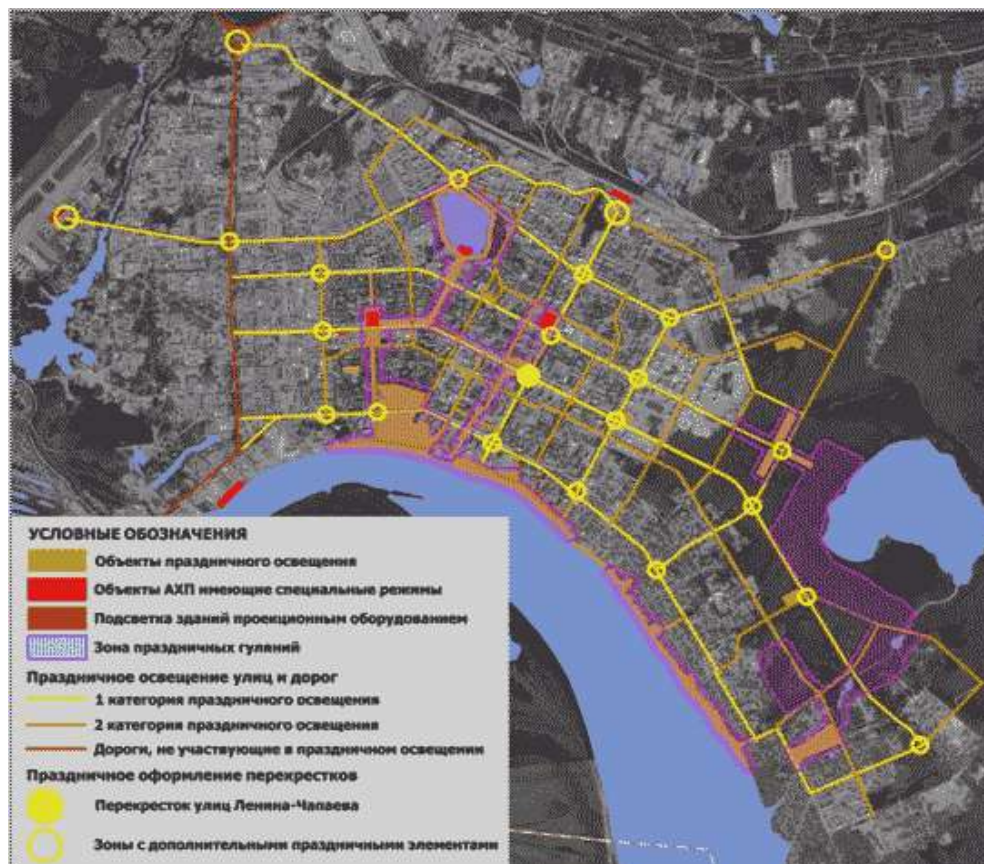 УСЛОВНЫЕ ОБОЗНАЧЕНИЯ
Объекты праздничного освещения
Объекты АХП имеющие специальные режимы
Подсветка зданий проекционным оборудованием
Зона праздничных гуляний
Праздничное освещение улиц и дорог
1 категория праздничного освещения
2 категория праздничного освещения
Дороги, не участвующие в праздничном освещении
Праздничное оформление перекрестков
Перекресток улиц Ленина-Чапаева
Зоны с дополнительными праздничными элементами